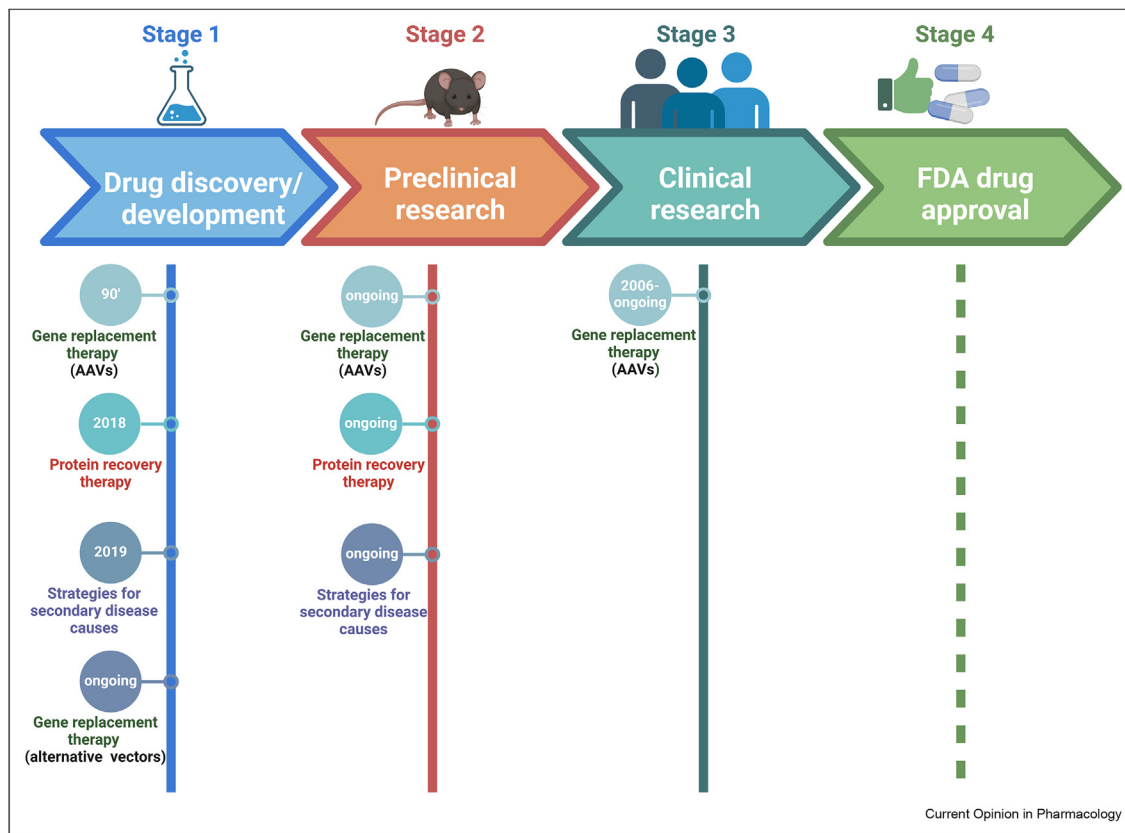 Stage 1
Stage 2
Stage 3
Stage 4
Drug discovery/
development
Preclinical
research
Clinical
research
FDA drug
approval
90'
Gene replacement
therapy
(AAVs)
2018
Protein recovery
therapy
2019
Strategies for
secondary disease
causes
ongoing
Gene replacement
therapy
(alternative vectors)
ongoing
Gene replacement
therapy
(AAVs)
ongoing
Protein recovery
therapy
ongoing
Strategies for
secondary disease
causes
2006-
ongoing
Gene replacement
therapy
(AAVs)
Current Opinion in Pharmacology